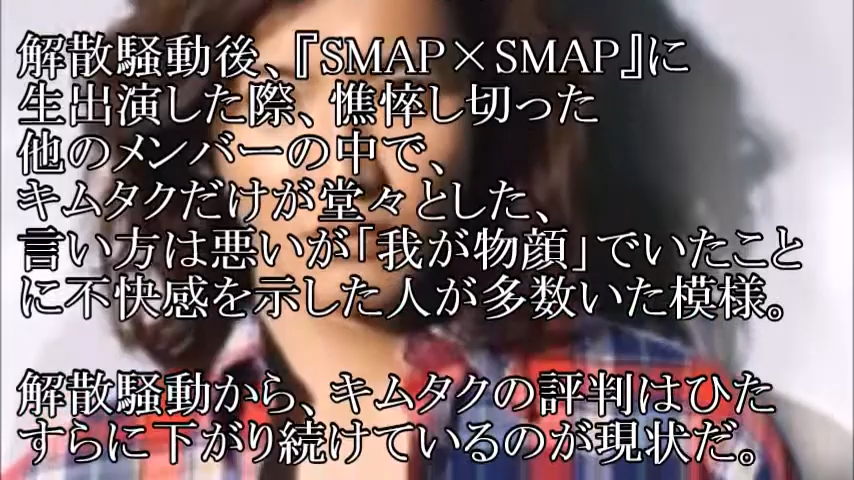 解散騒動後、『SMAP×SMAP』に
生出演した際、憔悴し切った
他のメンバーの中で、
キムタクだけが堂々とした、
言い方は悪いが「我が物顔」でいたこと
に不快感を示した人が多数いた模様。
解散騒動から、キムタクの評判はひた
すらに下がり続けているのが現状だ。